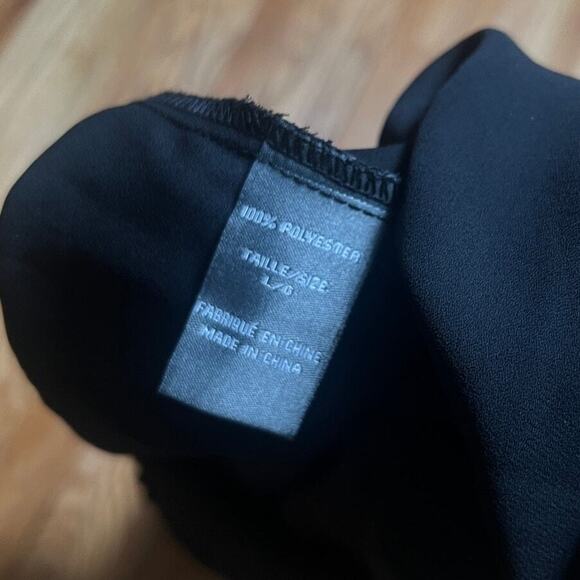 100% POLYESTER
TAILLE/SIZE
L/G
FABRIQUÉ EN CHINE
MADE IN CHINA